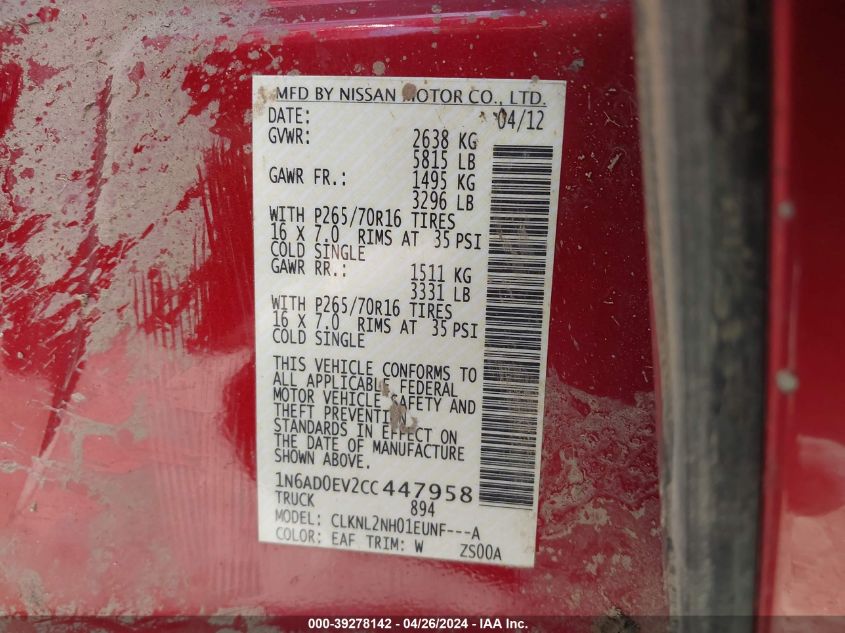 MFD BY NISSAN MOTOR CO., LTD.
DATE: 04/12
GVWR: 2638 KG
5815 LB
GAWR FR.: 1495 KG
3296 LB
WITH P265/70R16 TIRES
16 X 7.0 RIMS AT 35 PSI
COLD SINGLE
GAWR RR.: 1511 KG
3331 LB
WITH P265/70R16 TIRES
16 X 7.0 RIMS AT 35 PSI
COLD SINGLE
THIS VEHICLE CONFORMS TO
ALL APPLICABLE FEDERAL
MOTOR VEHICLE SAFETY AND
THEFT PREVENTION
STANDARDS IN EFFECT ON
THE DATE OF MANUFACTURE
SHOWN ABOVE.
1N6AD0EV2CC447958
TRUCK 894
MODEL: CLKNL2NH01EUNF---A
COLOR: EAF TRIM: W ZS00A
000-39278142 - 04/26/2024 - IAA Inc.